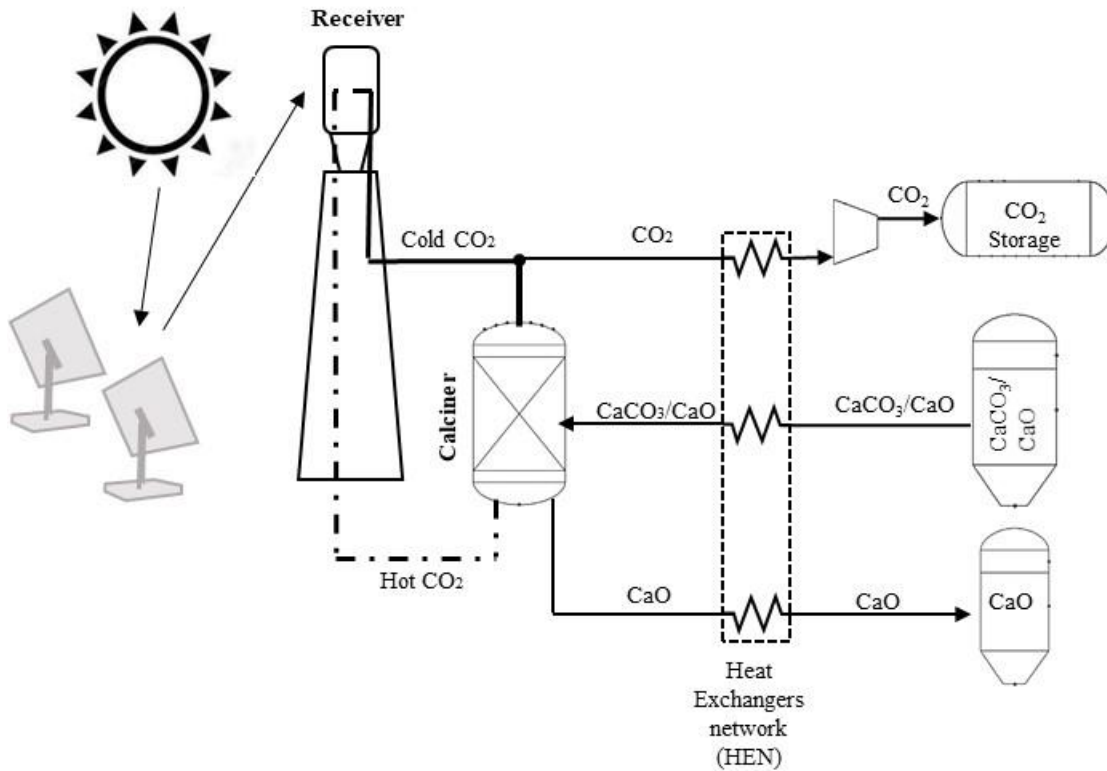 Receiver
CO₂
CO₂
Storage
Cold CO₂
CO₂
Calciner
CaCO₃/CaO
CaCO₃/CaO
CaCO₃/
CaO
Hot CO₂
CaO
CaO
CaO
Heat
Exchangers
network
(HEN)